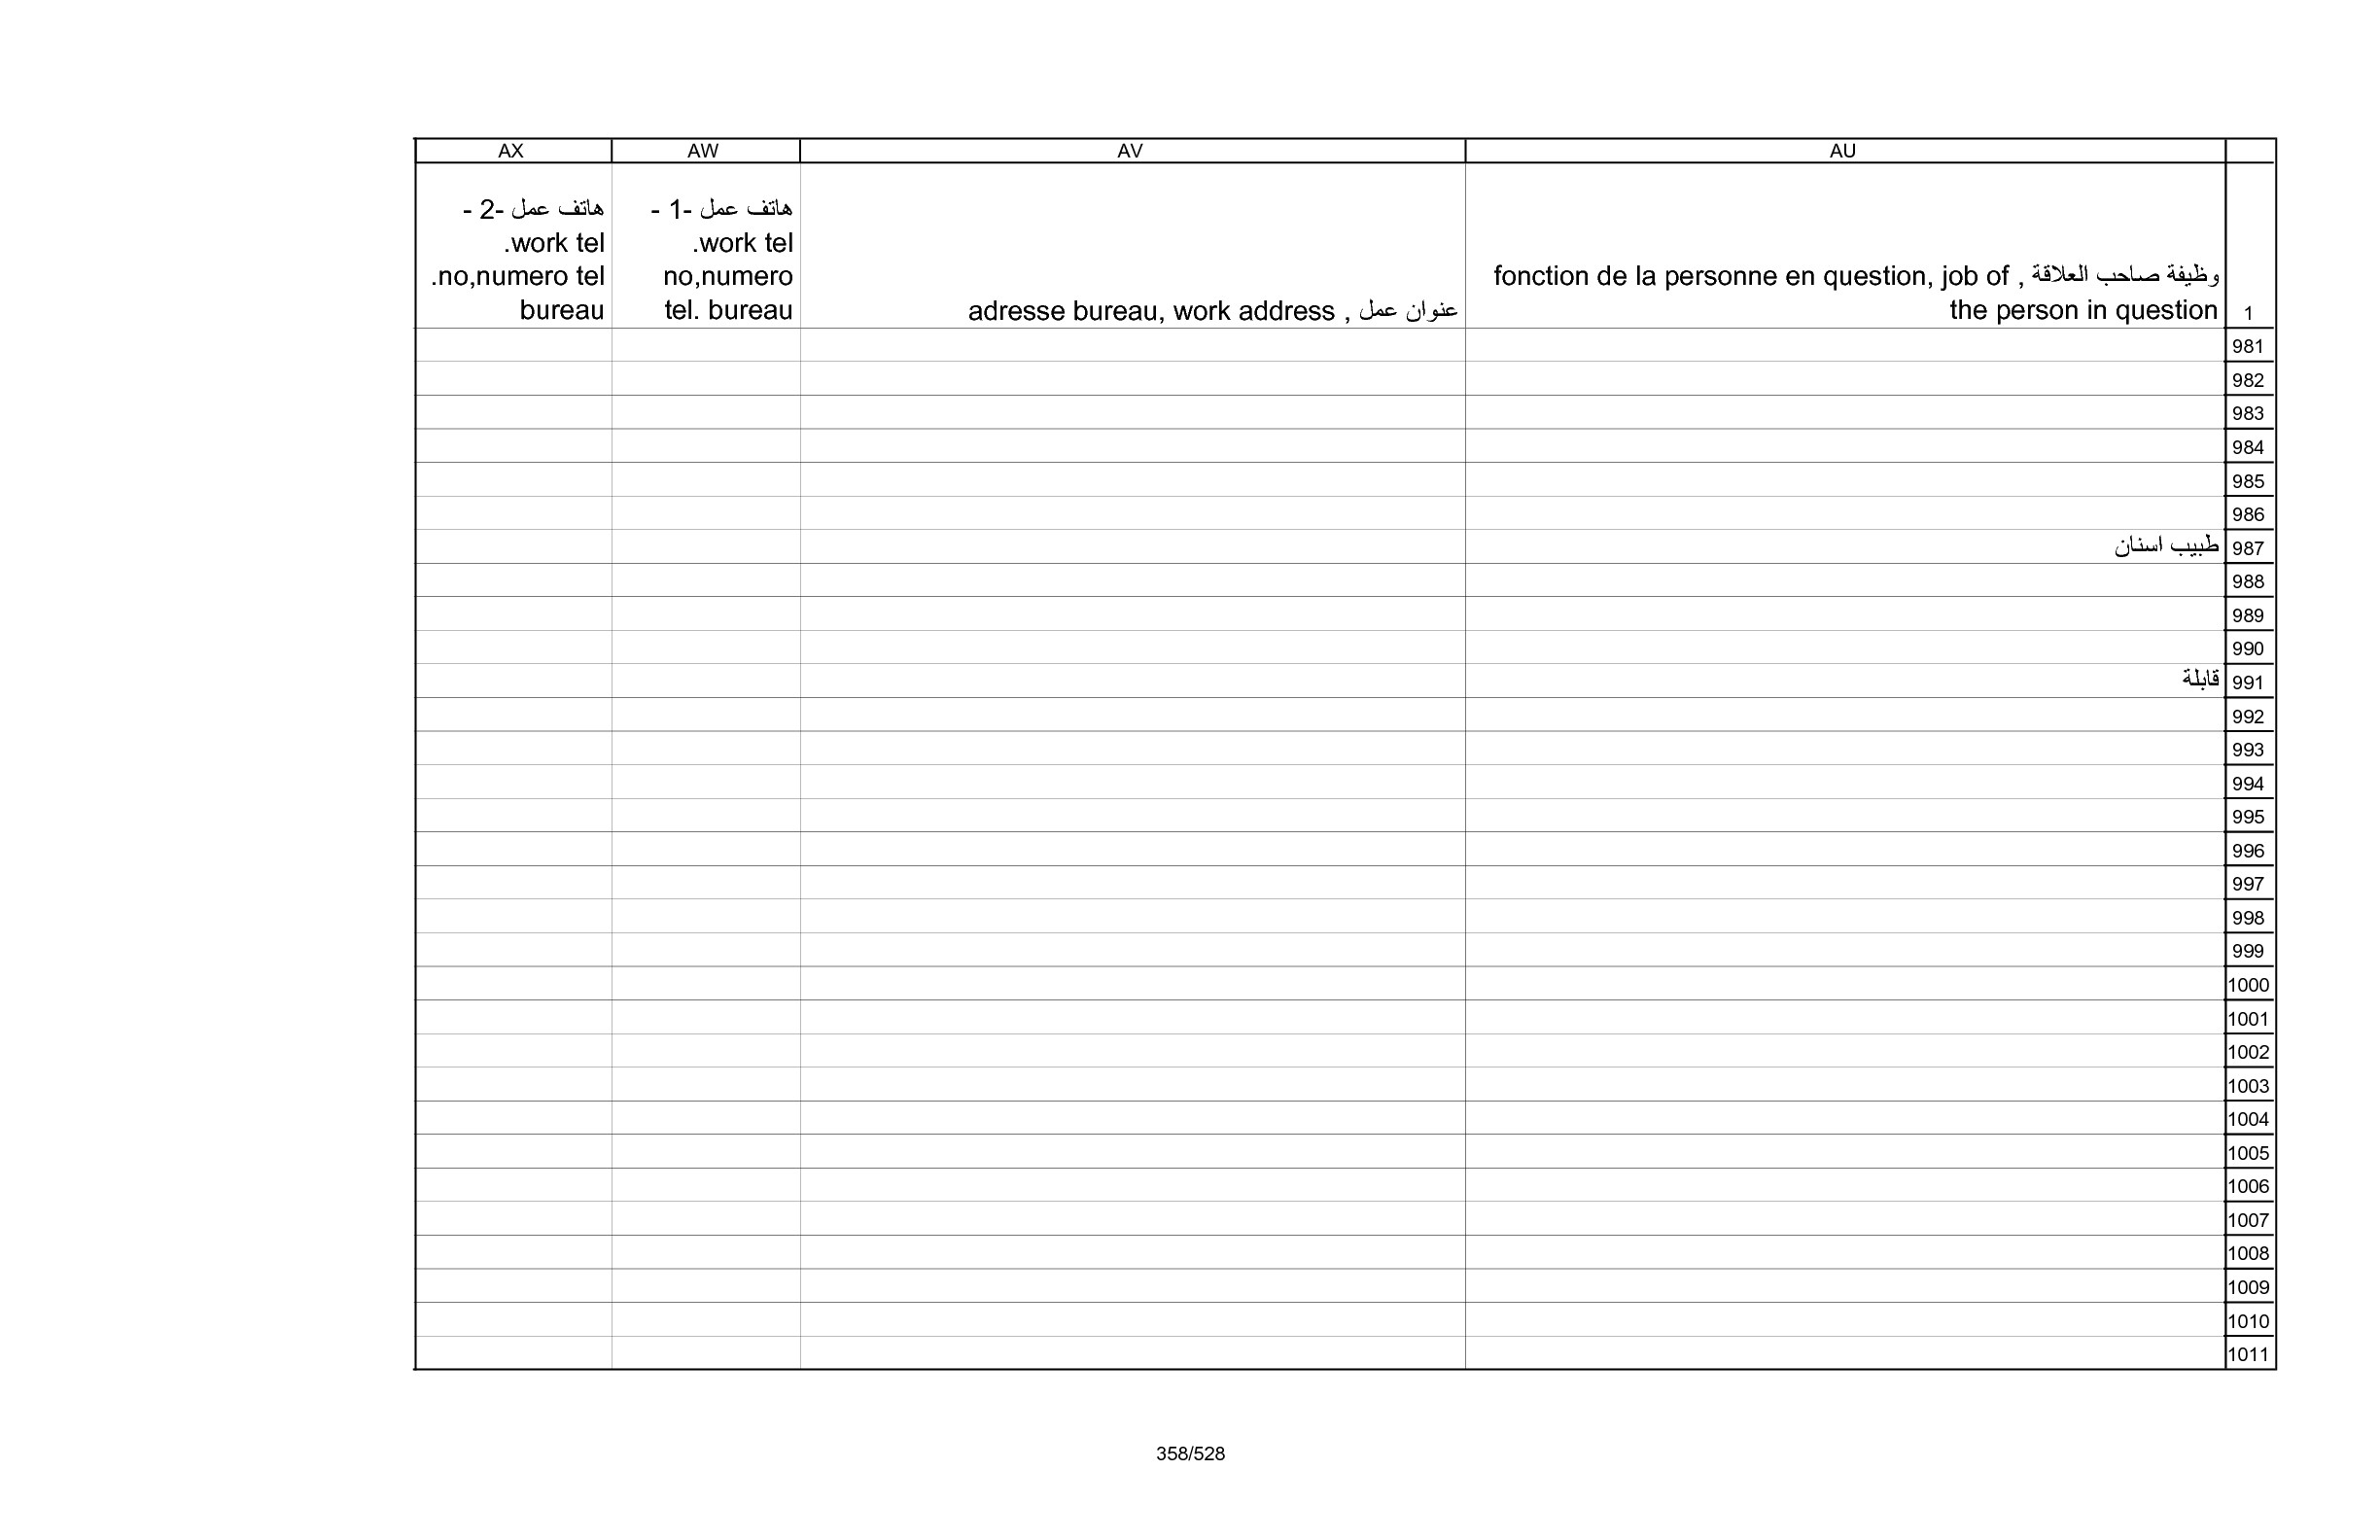 AU
AV
AW
AX
1
وظيفة صاحب العلاقة , fonction de la personne en question, job of
the person in question
عنوان عمل , adresse bureau, work address
هاتف عمل -1 -
work tel.
no,numero
tel. bureau
هاتف عمل -2 -
work tel.
no,numero tel.
bureau
981
982
983
984
985
986
987 طبيب اسنان
988
989
990
991 قابلة
992
993
994
995
996
997
998
999
1000
1001
1002
1003
1004
1005
1006
1007
1008
1009
1010
1011
358/528